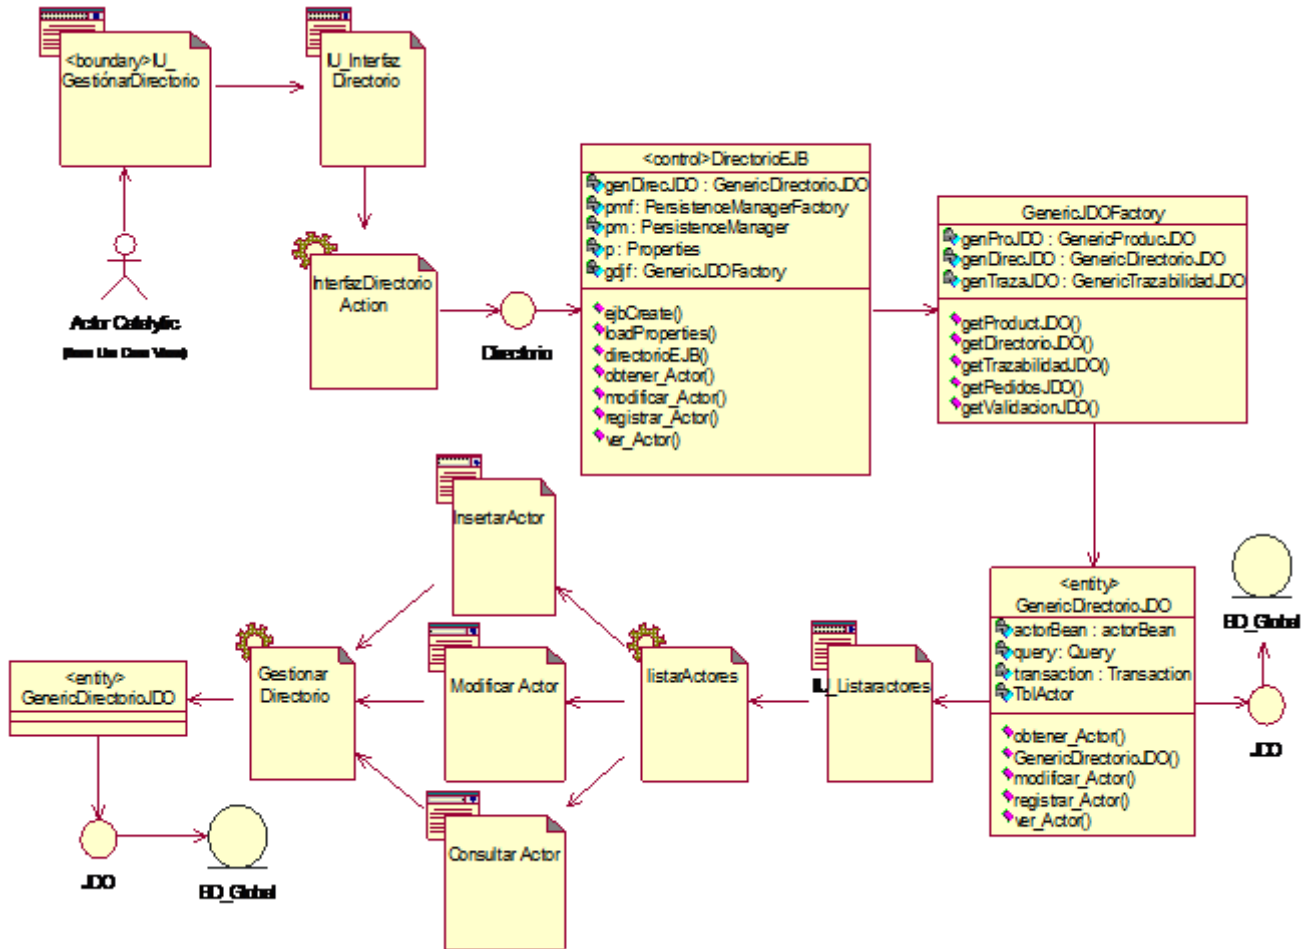 <boundary>IU_
GestiónarDirectorio
IU_Interfaz
Directorio
Actor Catalytic
InterfazDirectorio
Action
Directorio
<control>DirectorioEJB
genDirecJDO : GenericDirectorioJDO
pmf : PersistenceManagerFactory
pm : PersistenceManager
p : Properties
gdjf : GenericJDOFactory
ejbCreate()
loadProperties()
directorioEJB()
obtener_Actor()
modificar_Actor()
registrar_Actor()
ver_Actor()
GenericJDOFactory
genProJDO : GenericProducJDO
genDirecJDO : GenericDirectorioJDO
genTrazaJDO : GenericTrazabilidadJDO
getProductJDO()
getDirectorioJDO()
getTrazabilidadJDO()
getPedidosJDO()
getValidacionJDO()
<entity>
GenericDirectorioJDO
actorBean : actorBean
query : Query
transaction : Transaction
TblActor
obtener_Actor()
GenericDirectorioJDO()
modifcar_Actor()
registrar_Actor()
ver_Actor()
BD_Global
JDO
IU_Listaractores
listarActores
InsertarActor
Modificar Actor
Consultar Actor
Gestionar
Directorio
<entity>
GenericDirectorioJDO
JDO
BD_Global